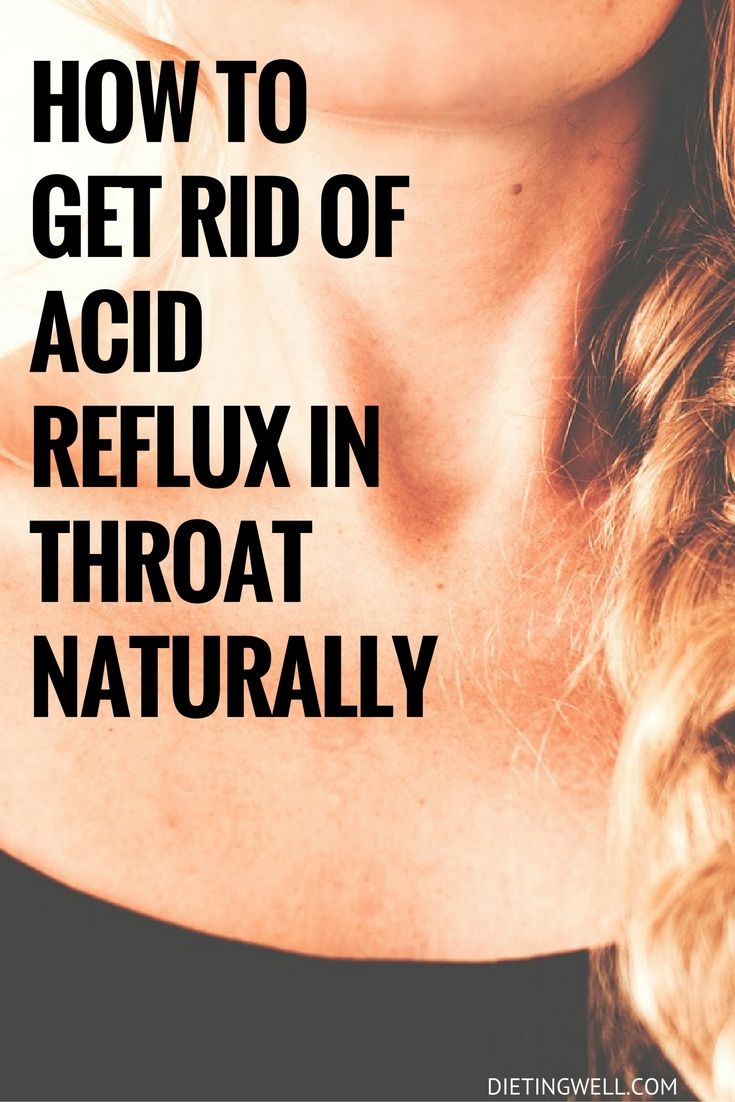 HOW TO
GET RID OF
ACID
REFLUX IN
THROAT
NATURALLY
DIETINGWELL.COM